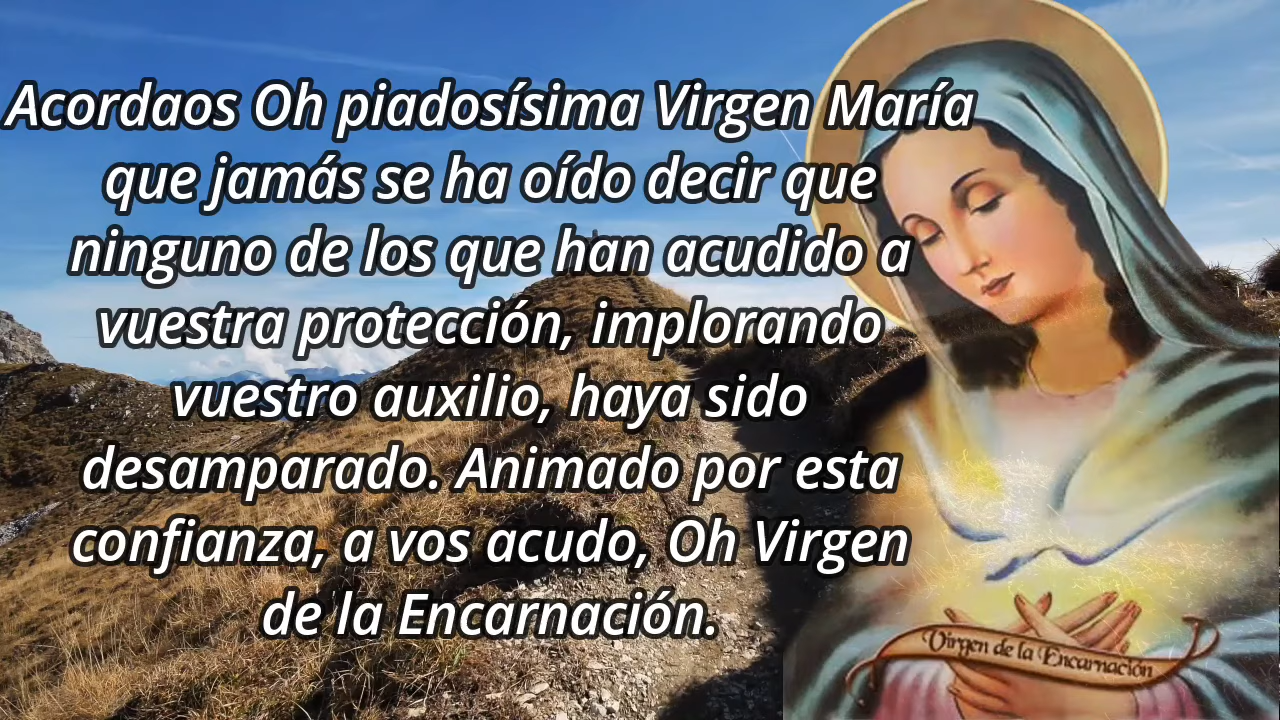 Acordaos Oh piadosísima Virgen María
que jamás se ha oído decir que
ninguno de los que han acudido a
vuestra protección, implorando
vuestro auxilio, haya sido
desamparado. Animado por esta
confianza, a vos acudo, Oh Virgen
de la Encarnación.
Virgen de la Encarnación